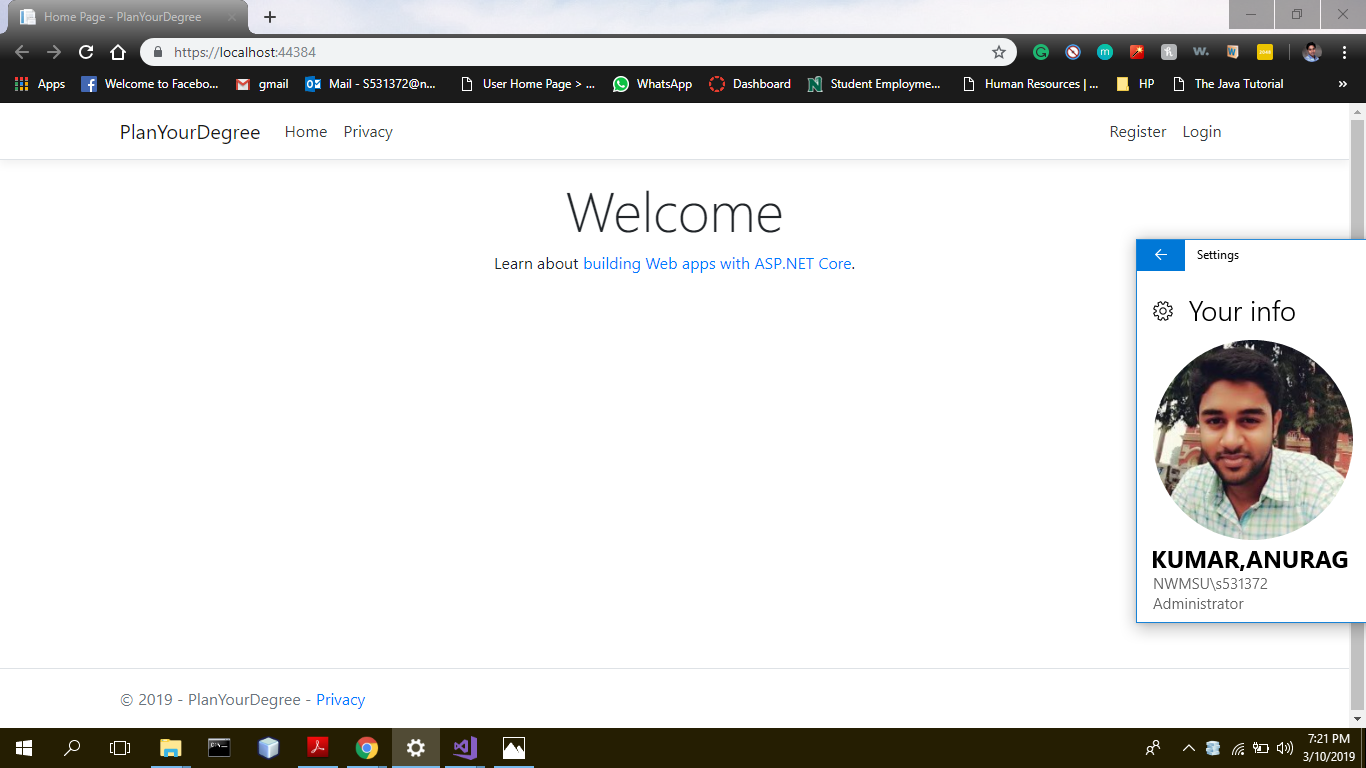 Home Page - PlanYourDegree
https://localhost:44384
Apps Welcome to Facebo... gmail Mail - S531372@n... User Home Page > ... WhatsApp Dashboard Student Employme... Human Resources | ... HP The Java Tutorial »
PlanYourDegree Home Privacy Register Login
Welcome
Learn about building Web apps with ASP.NET Core.
Settings
Your info
KUMAR,ANURAG
NWMSU\s531372
Administrator
© 2019 - PlanYourDegree - Privacy
7:21 PM
3/10/2019